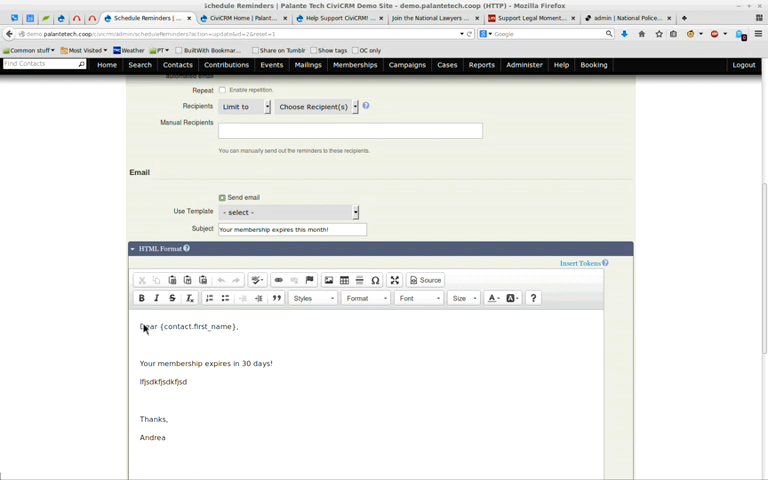 Schedule Reminders | Palante Tech CiviCRM Demo Site - demo.palantetech.coop (HTTP) - Mozilla Firefox
Schedule Reminders | ... CiviCRM Home | Palant... Help Support CiviCRM! ... Join the National Lawyers ... Support Legal Moment... admin | National Police...
demo.palantetech.coop/civicrm/admin/scheduleReminders?action=update&id=2&reset=1 Google
Common stuff Most Visited Weather PT BuiltWith Bookmar... Share on Tumblr Show tags OC only
Find Contacts Home Search Contacts Contributions Events Mailings Memberships Campaigns Cases Reports Administer Help Booking Logout
automated email
Repeat Enable repetition.
Recipients Limit to Choose Recipient(s)
Manual Recipients
You can manually send out the reminders to these recipients.
Email
Send email
Use Template - select -
Subject Your membership expires this month!
HTML Format
Insert Tokens
Source
B I S Styles Format Font Size A A ?
Dear {contact.first_name},
Your membership expires in 30 days!
lfjsdkfjsdkfjsd
Thanks,
Andrea